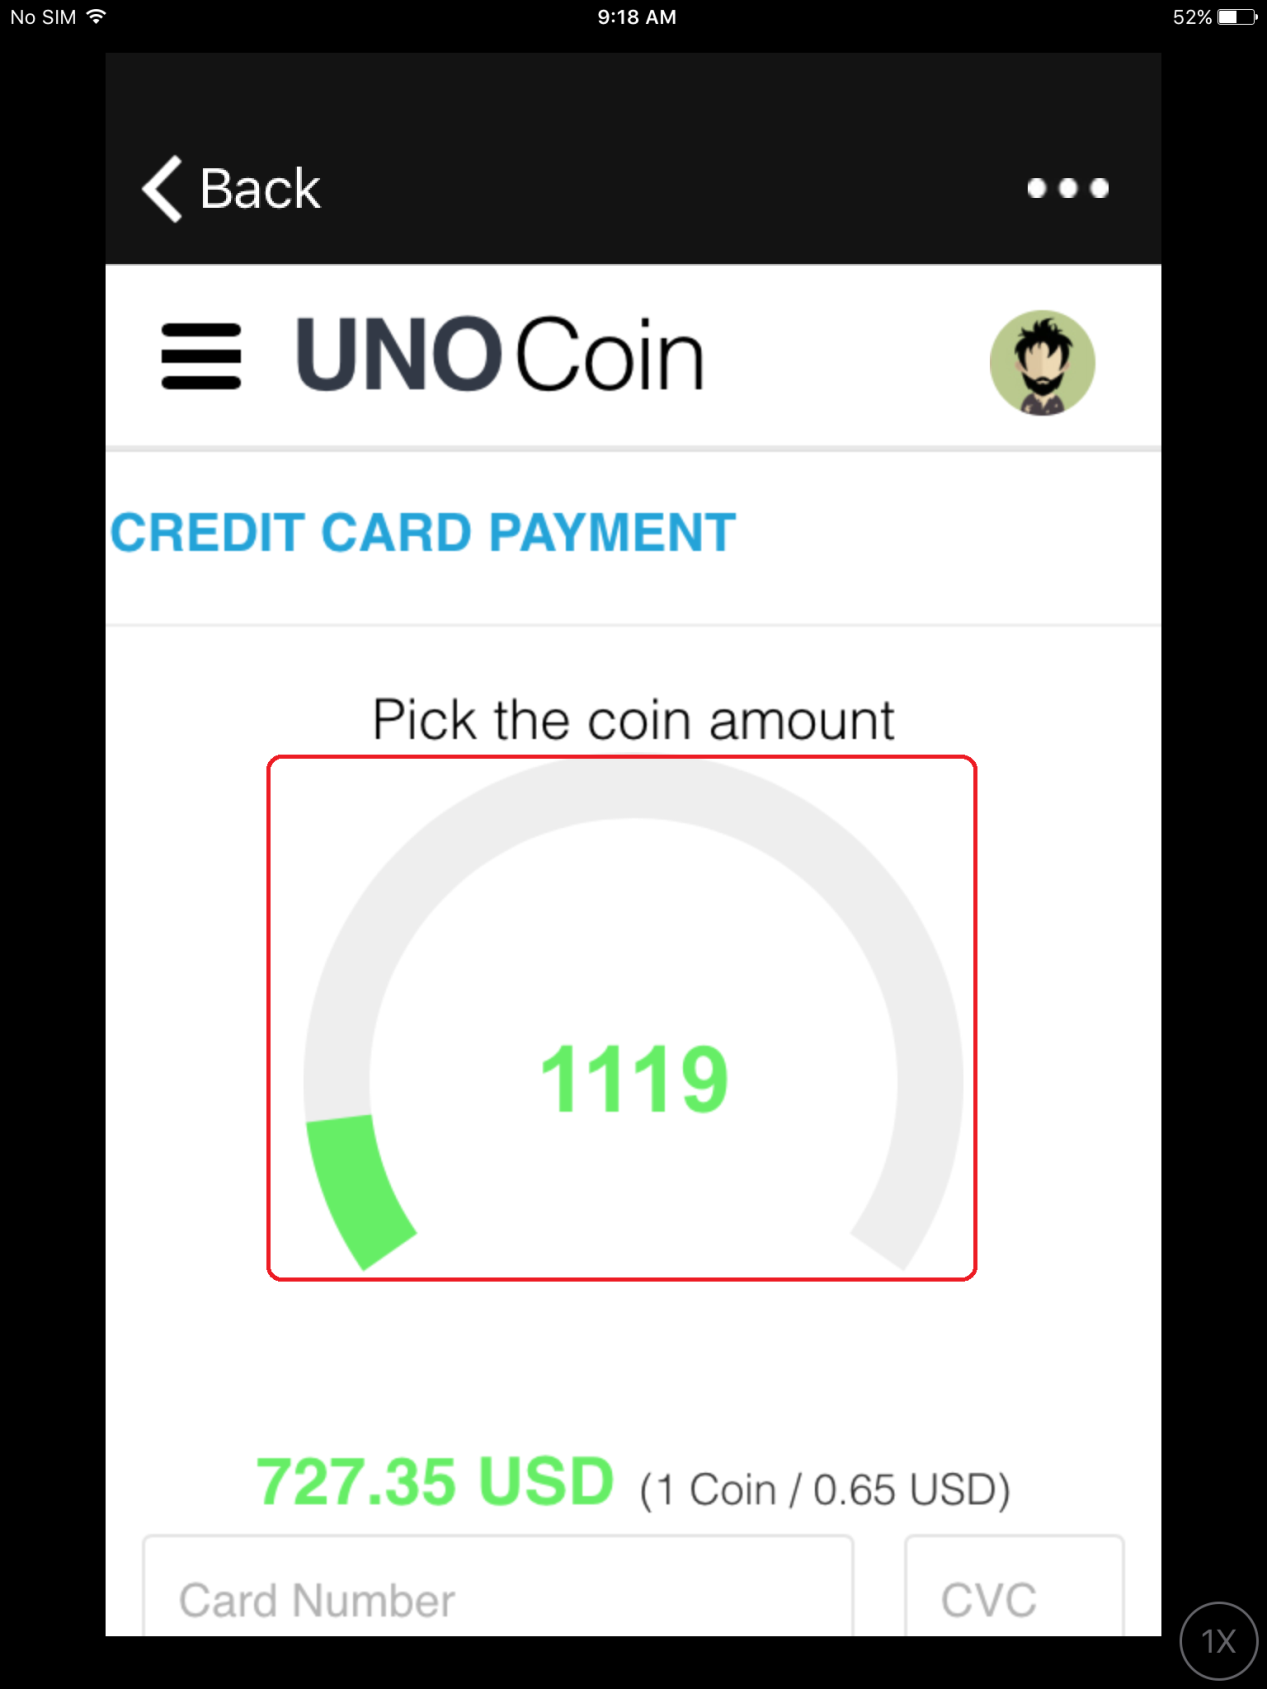 No SIM 9:18 AM 52%
Back
UNOCoin
CREDIT CARD PAYMENT
Pick the coin amount
1119
727.35 USD (1 Coin / 0.65 USD)
Card Number CVC
1X